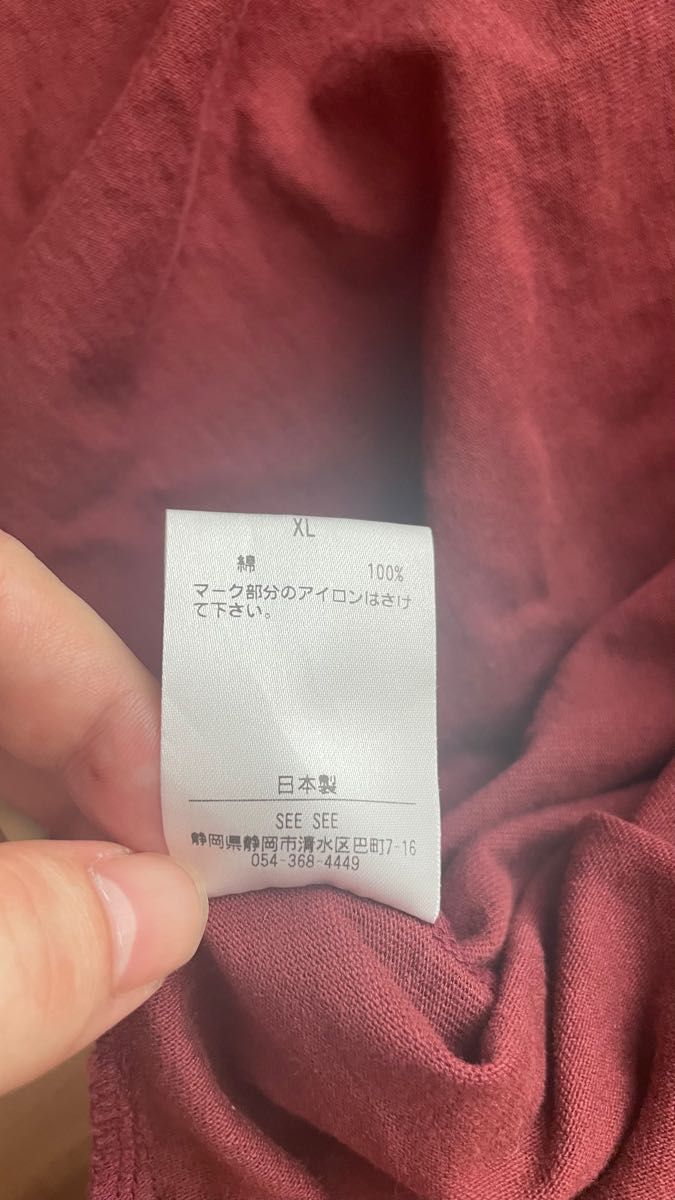 XL
綿 100%
マーク部分のアイロンはさけ
て下さい。
日本製
SEE SEE
静岡県静岡市清水区巴町7-16
054-368-4449